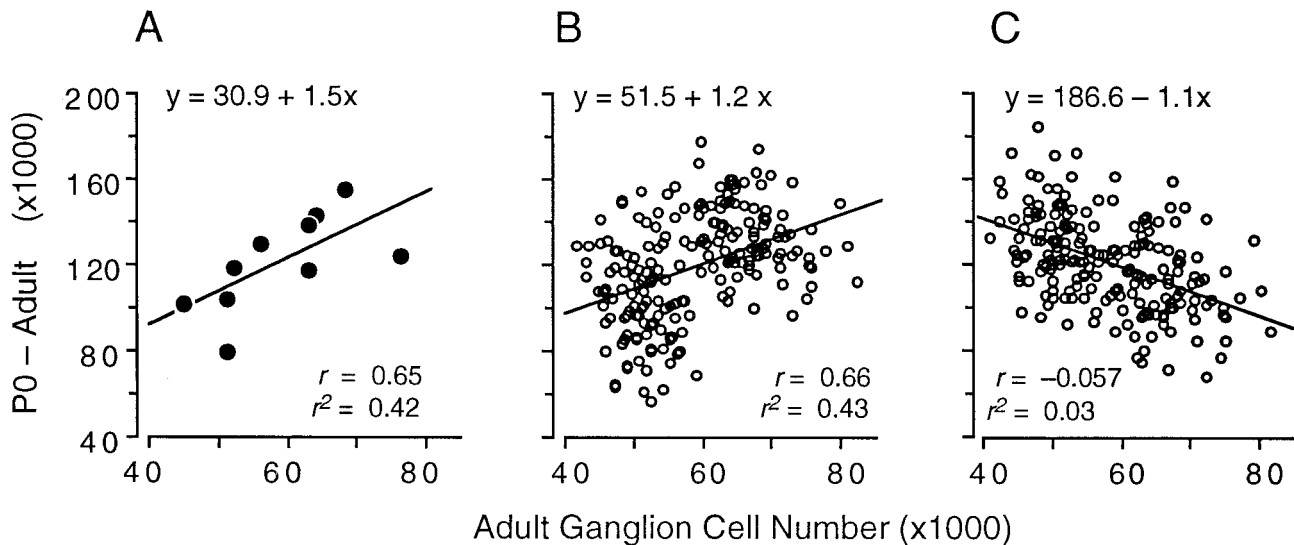 A
B
C
y = 30.9 + 1.5x
y = 51.5 + 1.2 x
y = 186.6 – 1.1x
P0 – Adult (x1000)
200
160
120
80
40
r = 0.65
r² = 0.42
r = 0.66
r² = 0.43
r = –0.057
r² = 0.03
40 60 80
40 60 80
40 60 80
Adult Ganglion Cell Number (x1000)